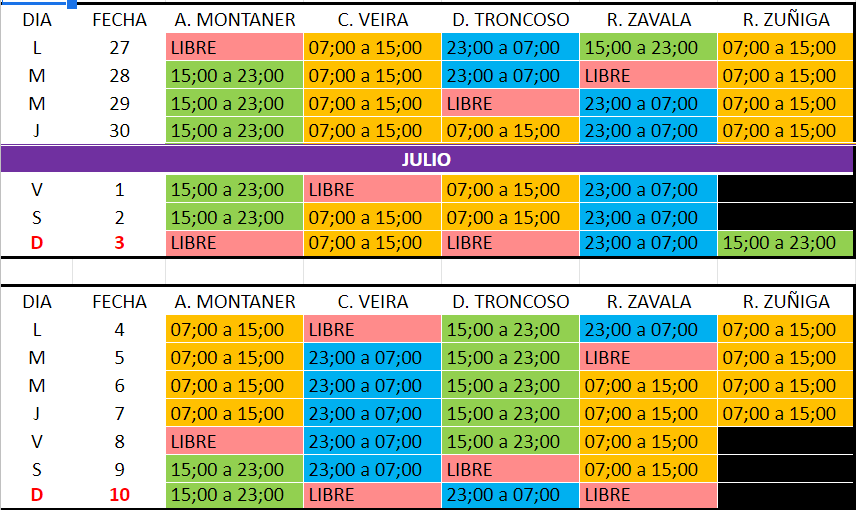 DIA FECHA A. MONTANER C. VEIRA D. TRONCOSO R. ZAVALA R. ZUÑIGA
L 27 LIBRE 07;00 a 15;00 23;00 a 07;00 15;00 a 23;00 07;00 a 15;00
M 28 15;00 a 23;00 07;00 a 15;00 23;00 a 07;00 LIBRE 07;00 a 15;00
M 29 15;00 a 23;00 07;00 a 15;00 LIBRE 23;00 a 07;00 07;00 a 15;00
J 30 15;00 a 23;00 07;00 a 15;00 07;00 a 15;00 23;00 a 07;00 07;00 a 15;00
JULIO
V 1 15;00 a 23;00 LIBRE 07;00 a 15;00 23;00 a 07;00
S 2 15;00 a 23;00 07;00 a 15;00 07;00 a 15;00 23;00 a 07;00
D 3 LIBRE 07;00 a 15;00 LIBRE 23;00 a 07;00 15;00 a 23;00
DIA FECHA A. MONTANER C. VEIRA D. TRONCOSO R. ZAVALA R. ZUÑIGA
L 4 07;00 a 15;00 LIBRE 15;00 a 23;00 23;00 a 07;00 07;00 a 15;00
M 5 07;00 a 15;00 23;00 a 07;00 15;00 a 23;00 LIBRE 07;00 a 15;00
M 6 07;00 a 15;00 23;00 a 07;00 15;00 a 23;00 07;00 a 15;00 07;00 a 15;00
J 7 07;00 a 15;00 23;00 a 07;00 15;00 a 23;00 07;00 a 15;00 07;00 a 15;00
V 8 LIBRE 23;00 a 07;00 15;00 a 23;00 07;00 a 15;00
S 9 15;00 a 23;00 23;00 a 07;00 LIBRE 07;00 a 15;00
D 10 15;00 a 23;00 LIBRE 23;00 a 07;00 LIBRE